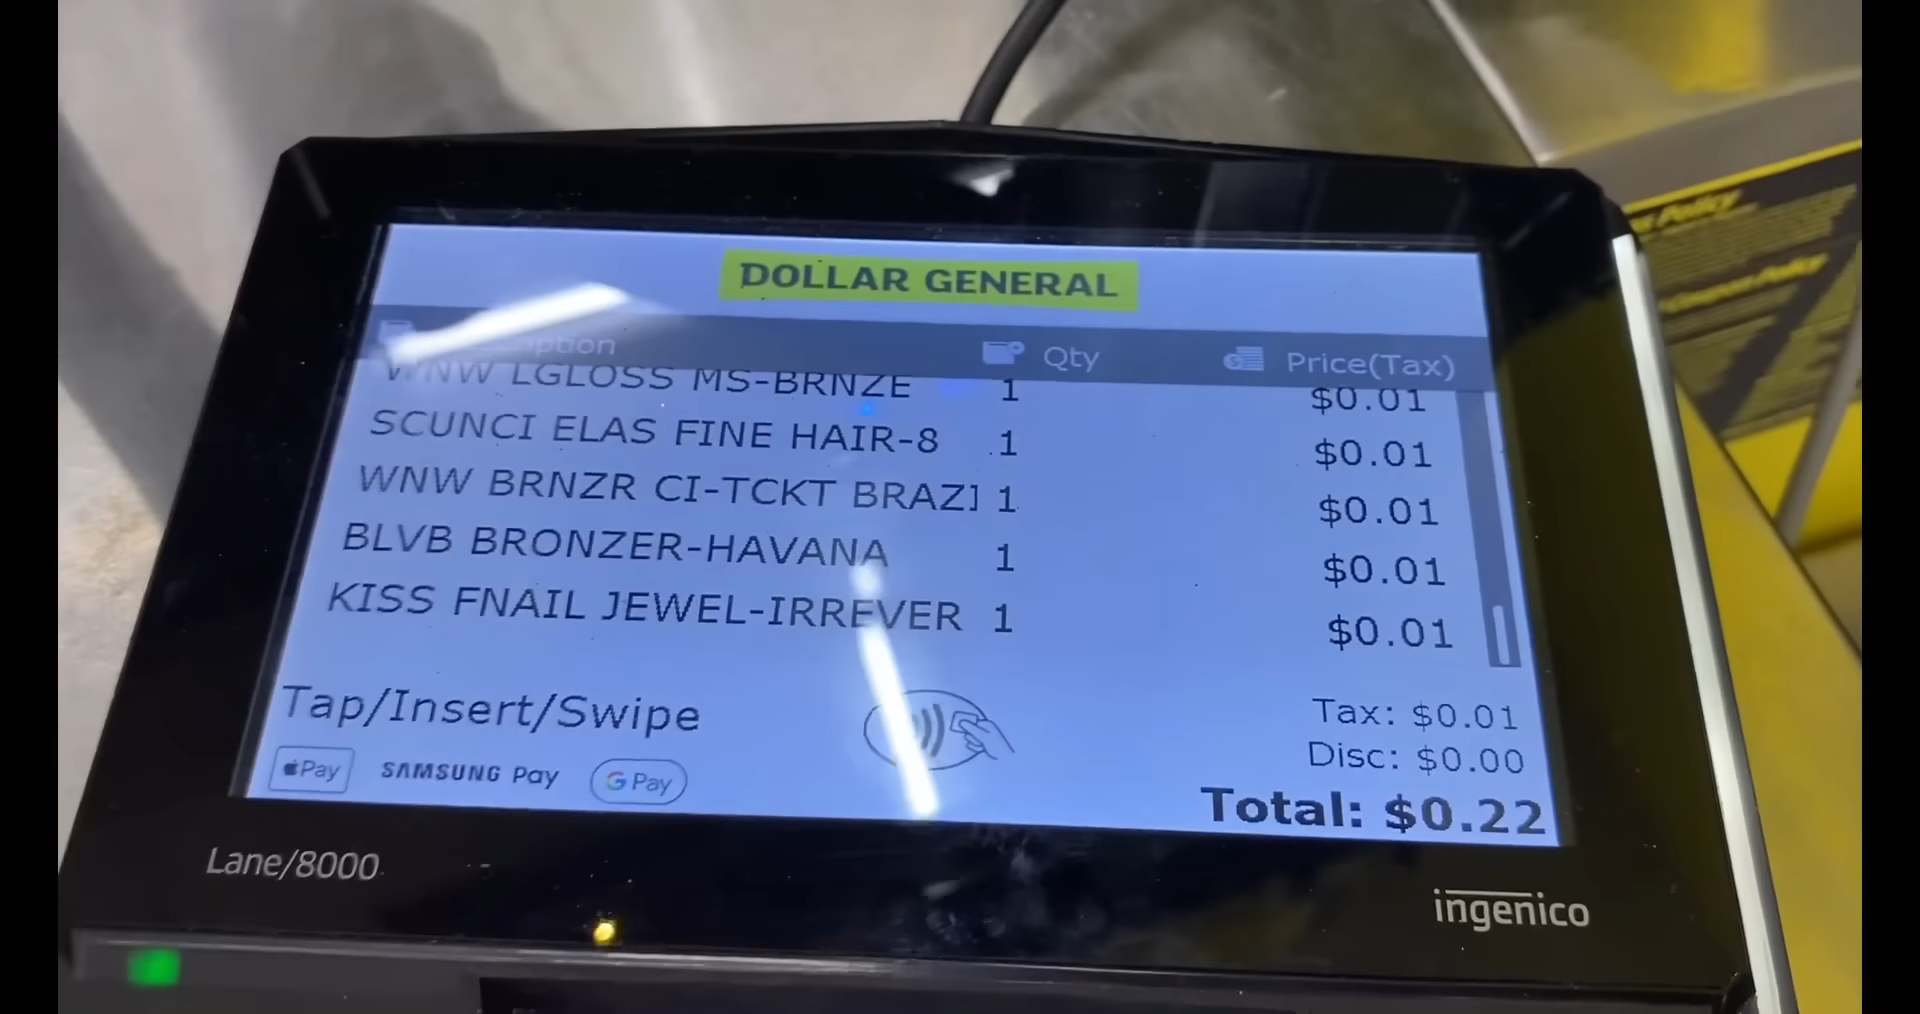 DOLLAR GENERAL
Qty Price(Tax)
WNW LGLOSS MS-BRNZE 1 $0.01
SCUNCI ELAS FINE HAIR-8 1 $0.01
WNW BRNZR CI-TCKT BRAZI 1 $0.01
BLVB BRONZER-HAVANA 1 $0.01
KISS FNAIL JEWEL-IRREVER 1 $0.01
Tap/Insert/Swipe
Tax: $0.01
Disc: $0.00
Pay SAMSUNG Pay G Pay
Total: $0.22
Lane/8000
ingenico
Policy
Coupon Policy